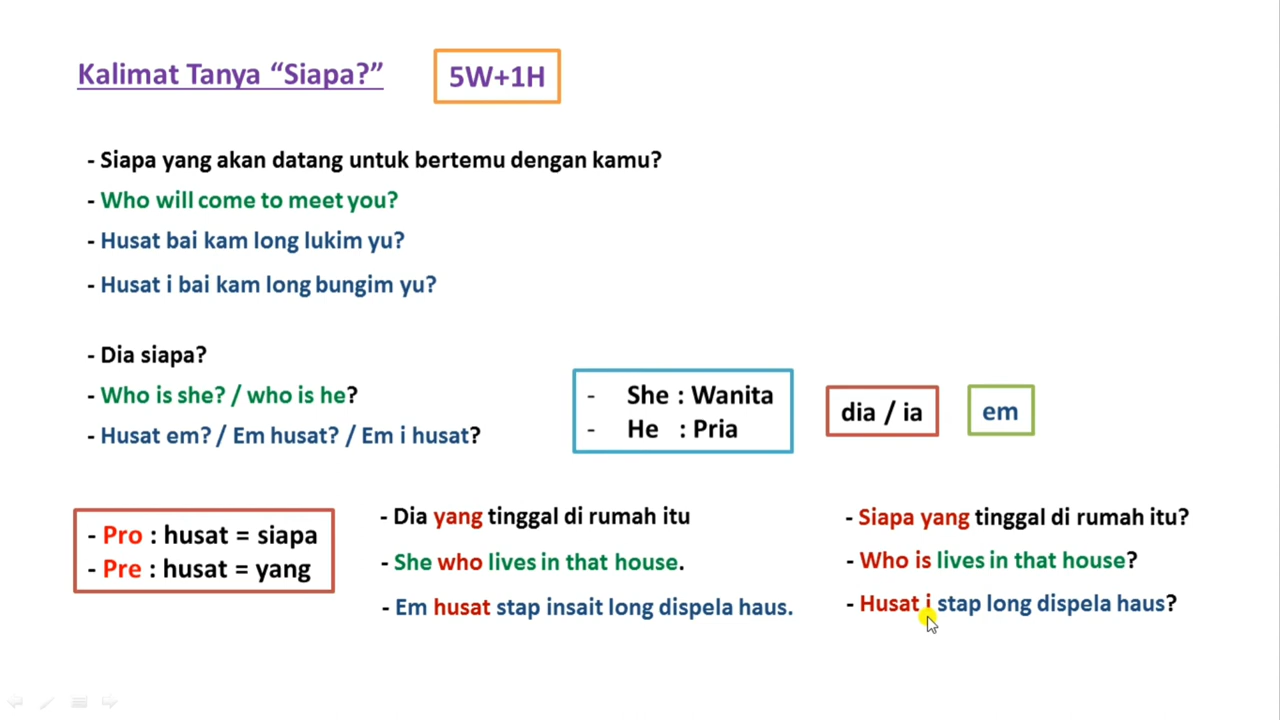 Kalimat Tanya “Siapa?”
5W+1H
- Siapa yang akan datang untuk bertemu dengan kamu?
- Who will come to meet you?
- Husat bai kam long lukim yu?
- Husat i bai kam long bungim yu?
- Dia siapa?
- Who is she? / who is he?
- Husat em? / Em husat? / Em i husat?
- She : Wanita
- He : Pria
dia / ia
em
- Pro : husat = siapa
- Pre : husat = yang
- Dia yang tinggal di rumah itu
- She who lives in that house.
- Em husat stap insait long dispela haus.
- Siapa yang tinggal di rumah itu?
- Who is lives in that house?
- Husat i stap long dispela haus?